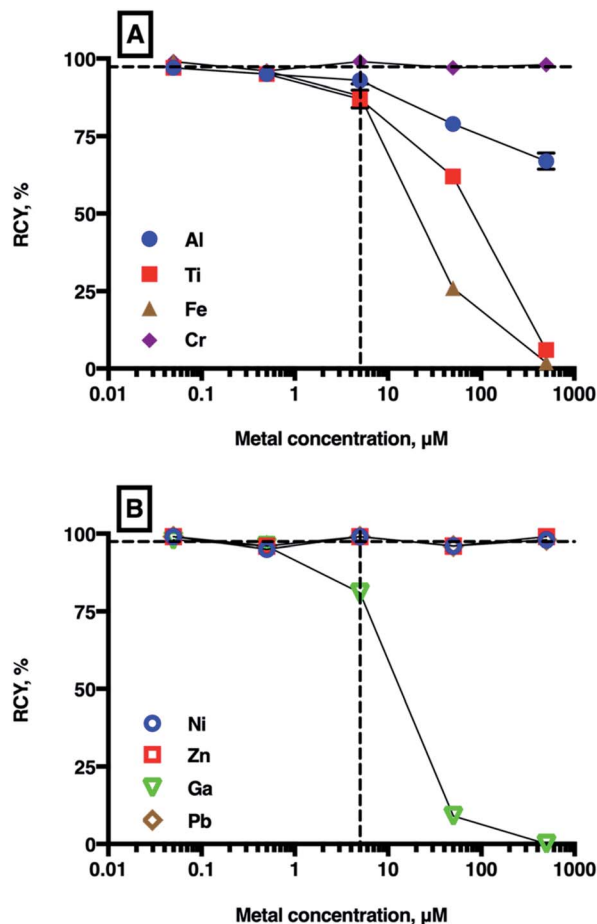 A
100
75
50
25
0
RCY, %
Al
Ti
Fe
Cr
0.01 0.1 1 10 100 1000
Metal concentration, µM
B
100
75
50
25
0
RCY, %
Ni
Zn
Ga
Pb
0.01 0.1 1 10 100 1000
Metal concentration, µM